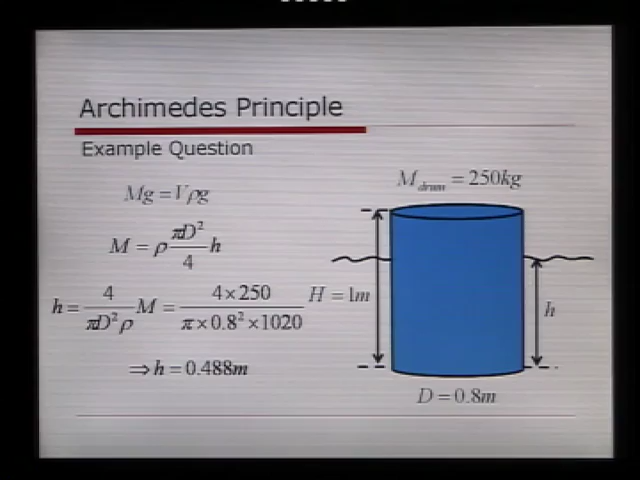 Archimedes Principle
Example Question
Mg = Vρg
M = ρ πD²/4 h
h = 4/πD²ρ M = 4×250/π×0.8²×1020
⇒ h = 0.488m
M_drum = 250kg
H = 1m
h
D = 0.8m